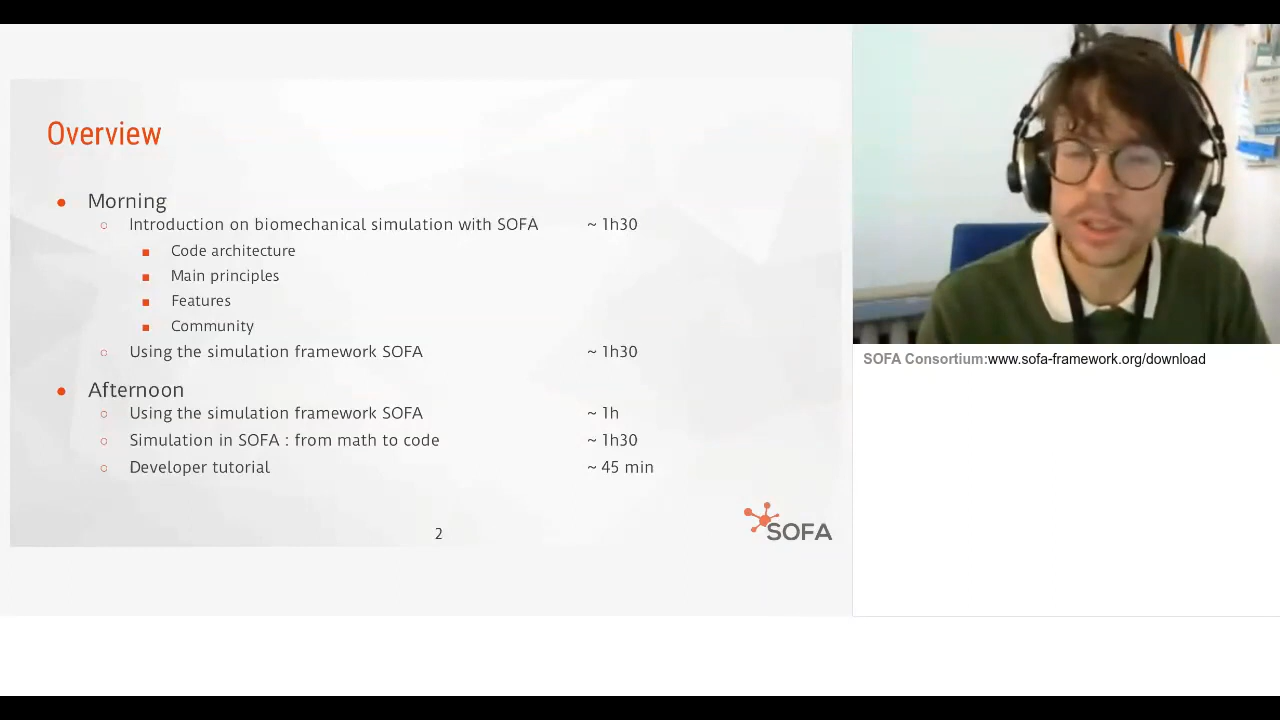 Overview
Morning
Introduction on biomechanical simulation with SOFA ~ 1h30
Code architecture
Main principles
Features
Community
Using the simulation framework SOFA ~ 1h30
Afternoon
Using the simulation framework SOFA ~ 1h
Simulation in SOFA : from math to code ~ 1h30
Developer tutorial ~ 45 min
2
SOFA
SOFA Consortium:www.sofa-framework.org/download